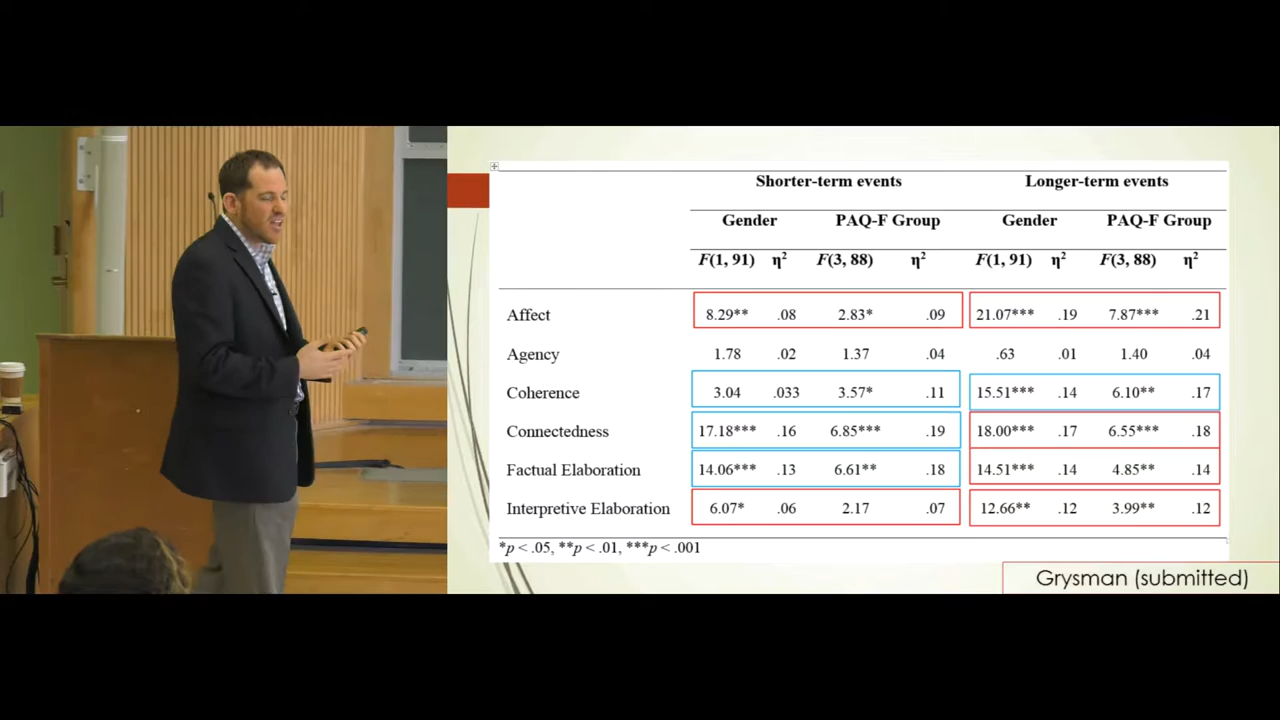 Shorter-term events Longer-term events
Gender PAQ-F Group Gender PAQ-F Group
F(1, 91) η² F(3, 88) η² F(1, 91) η² F(3, 88) η²
Affect 8.29** .08 2.83* .09 21.07*** .19 7.87*** .21
Agency 1.78 .02 1.37 .04 .63 .01 1.40 .04
Coherence 3.04 .033 3.57* .11 15.51*** .14 6.10** .17
Connectedness 17.18*** .16 6.85*** .19 18.00*** .17 6.55*** .18
Factual Elaboration 14.06*** .13 6.61** .18 14.51*** .14 4.85** .14
Interpretive Elaboration 6.07* .06 2.17 .07 12.66** .12 3.99** .12
*p < .05, **p < .01, ***p < .001
Grysman (submitted)